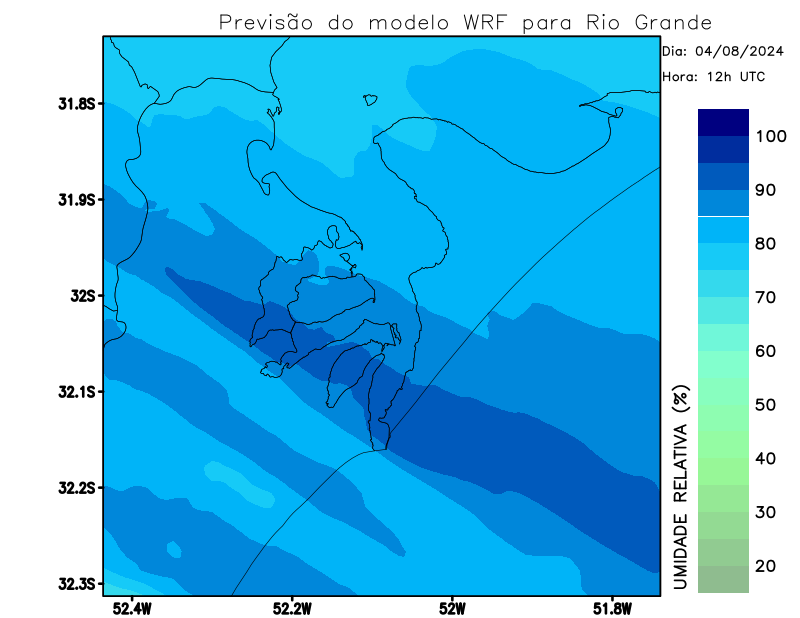 Previsão do modelo WRF para Rio Grande
Dia: 04/08/2024
Hora: 12h UTC
31.8S
31.9S
32S
32.1S
32.2S
32.3S
52.4W
52.2W
52W
51.8W
100
90
80
70
60
50
40
30
20
UMIDADE RELATIVA (%)